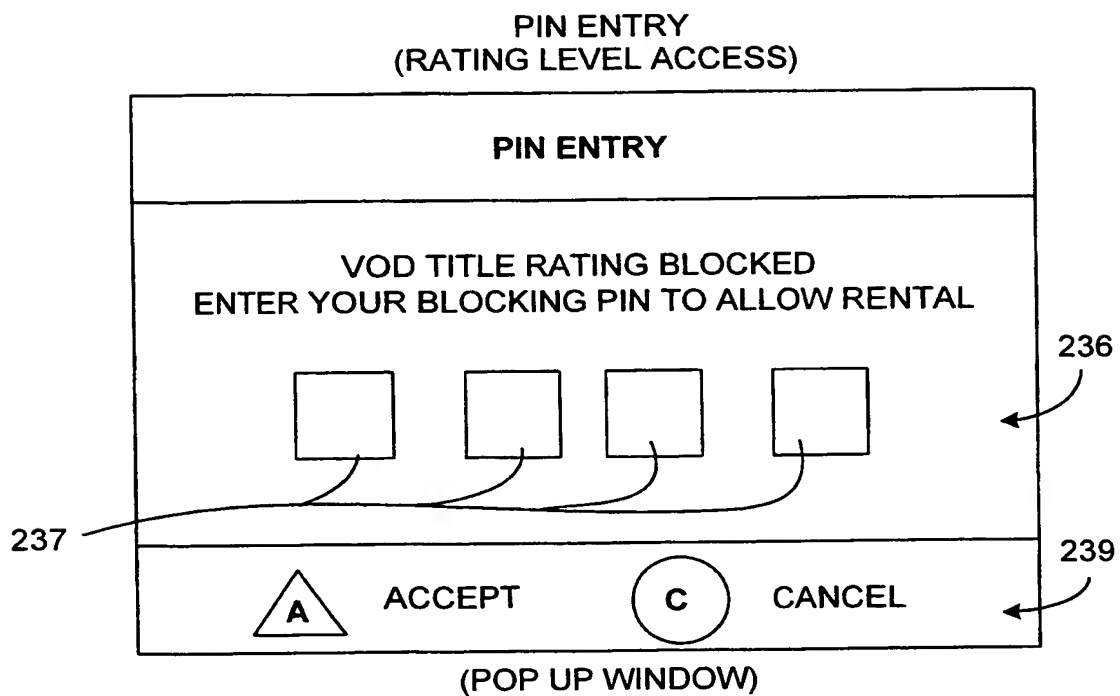 PIN ENTRY
(RATING LEVEL ACCESS)
PIN ENTRY
VOD TITLE RATING BLOCKED
ENTER YOUR BLOCKING PIN TO ALLOW RENTAL
236
237
239
A ACCEPT C CANCEL
(POP UP WINDOW)